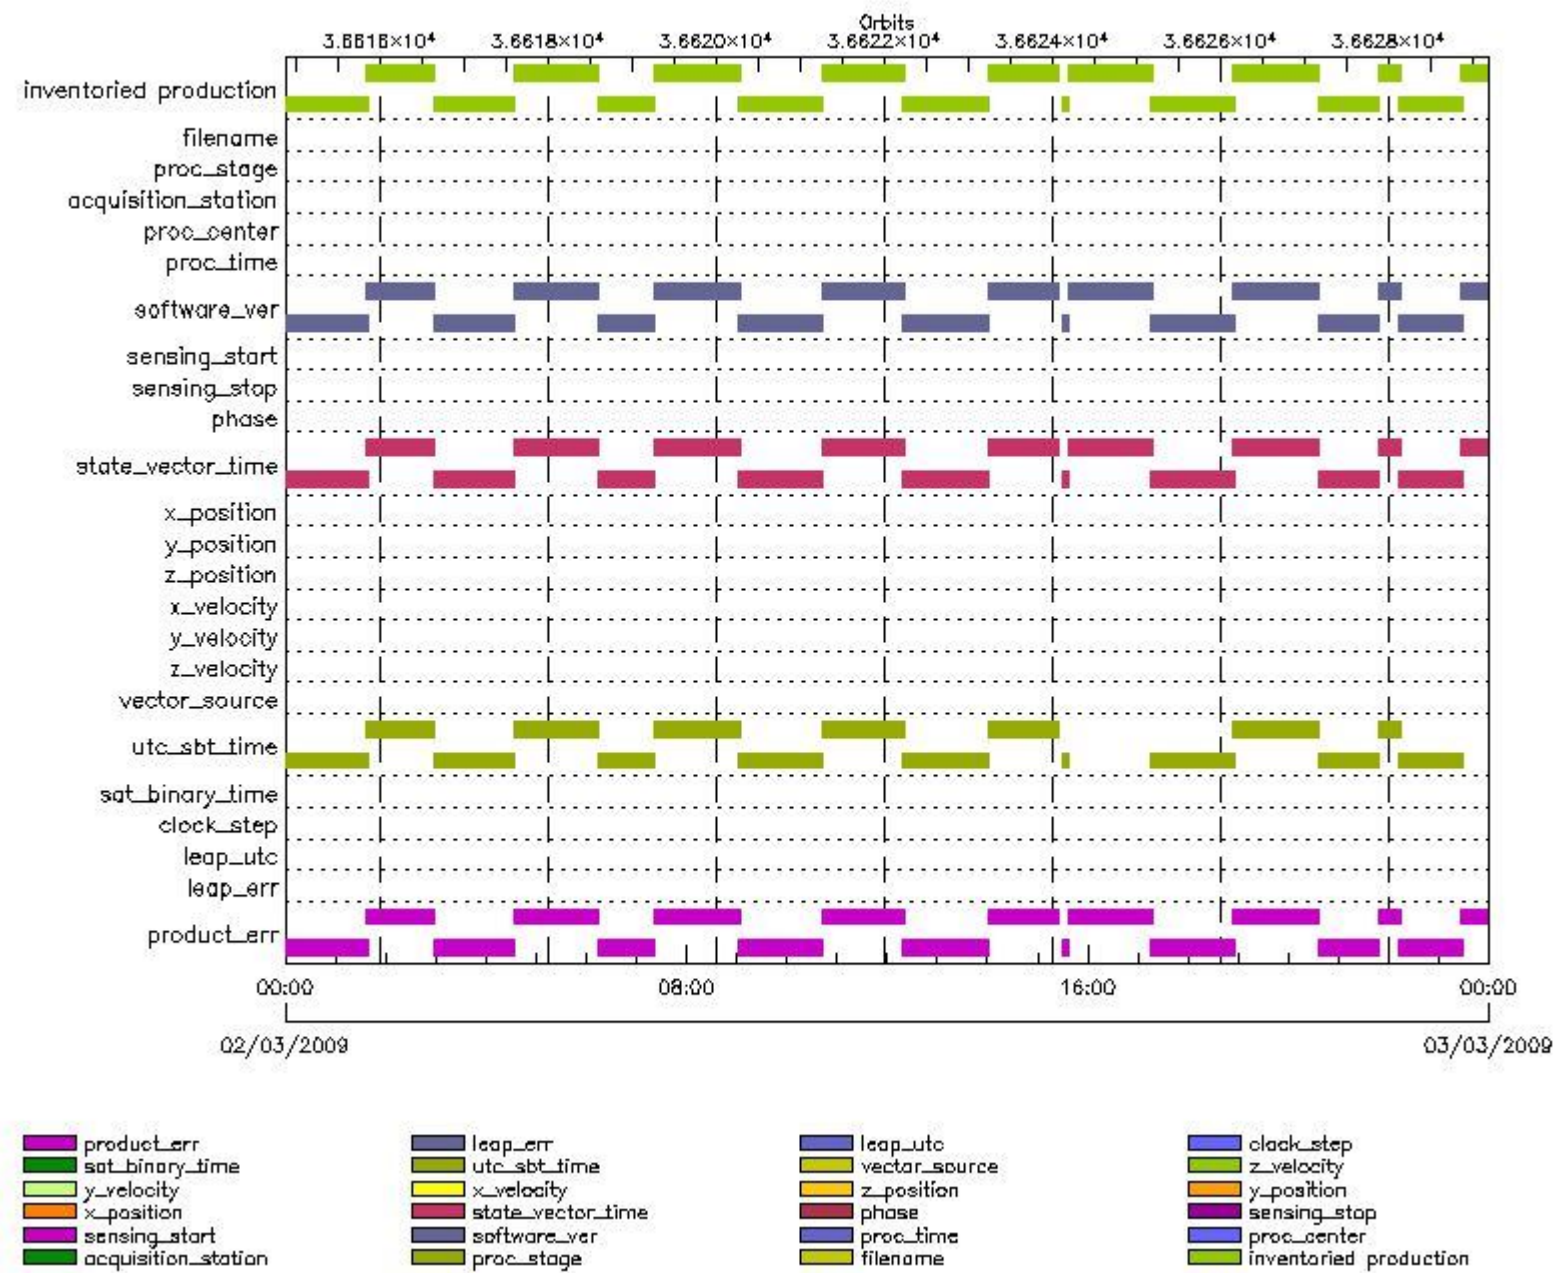 Orbits
3.6616×10⁴ 3.6618×10⁴ 3.6620×10⁴ 3.6622×10⁴ 3.6624×10⁴ 3.6626×10⁴ 3.6628×10⁴
inventoried production
filename
proc_stage
acquisition_station
proc_center
proc_time
software_ver
sensing_start
sensing_stop
phase
state_vector_time
x_position
y_position
z_position
x_velocity
y_velocity
z_velocity
vector_source
utc_sbt_time
sat_binary_time
clock_step
leap_utc
leap_err
product_err
00:00 08:00 16:00 00:00
02/03/2009 03/03/2009
product_err leap_err leap_utc clock_step
sat_binary_time utc_sbt_time vector_source z_velocity
y_velocity x_velocity z_position y_position
x_position state_vector_time phase sensing_stop
sensing_start software_ver proc_time proc_center
acquisition_station proc_stage filename inventoried production